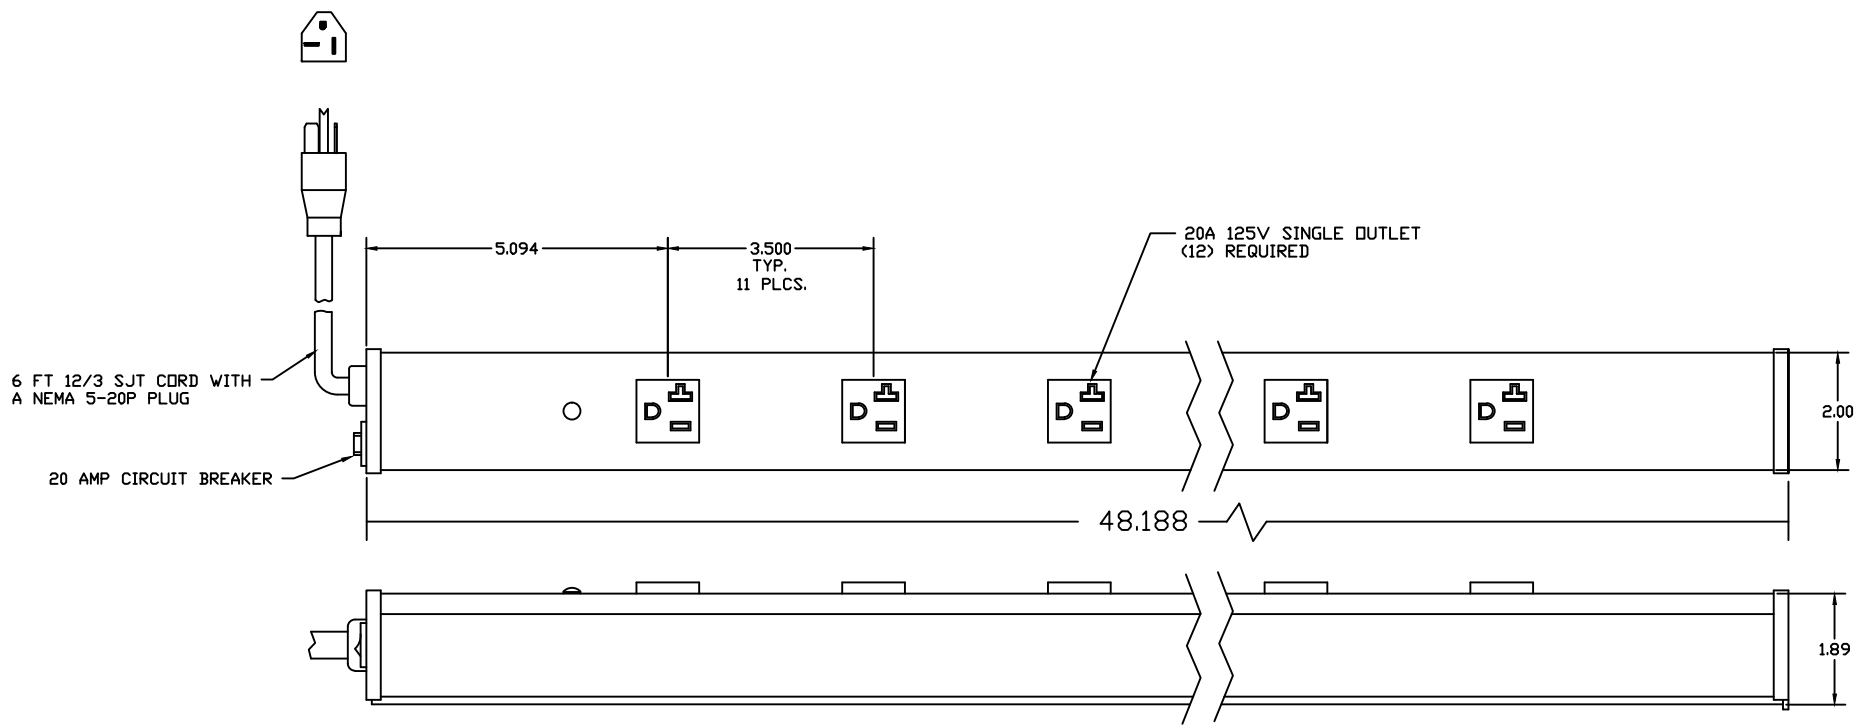 5.094
3.500
TYP.
11 PLCS.
20A 125V SINGLE OUTLET
(12) REQUIRED
6 FT 12/3 SJT CORD WITH
A NEMA 5-20P PLUG
2.00
20 AMP CIRCUIT BREAKER
48.188
1.89